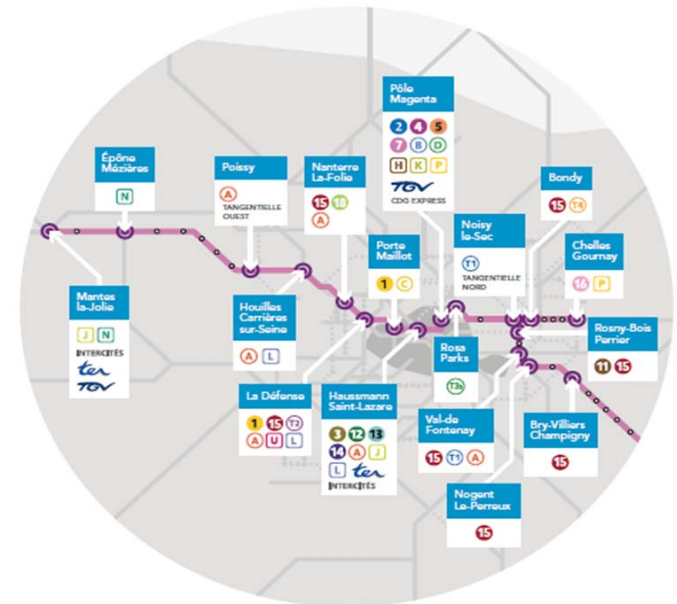 Pôle
Magenta
2 4 5
7 B D
H K P
TGV
CDG EXPRESS
Épône
Mézières
N
Poissy
A
TANGENTIELLE
OUEST
Nanterre
La-Folie
15 18
A
Bondy
15 T4
Noisy
le-Sec
T1
TANGENTIELLE
NORD
Porte
Maillot
1 C
Chelles
Gournay
16 P
Mantes
la-Jolie
J N
INTERCITÉS
ter
TGV
Houilles
Carrières
sur-Seine
A L
Rosny-Bois
Perrier
11 15
Rosa
Parks
T3b
La Défense
1 15 T2
A U L
Haussmann
Saint-Lazare
3 12 13
14 A J
L ter
INTERCITÉS
Val-de
Fontenay
15 T1 A
Bry-Villiers
Champigny
15
Nogent
Le-Perreux
15